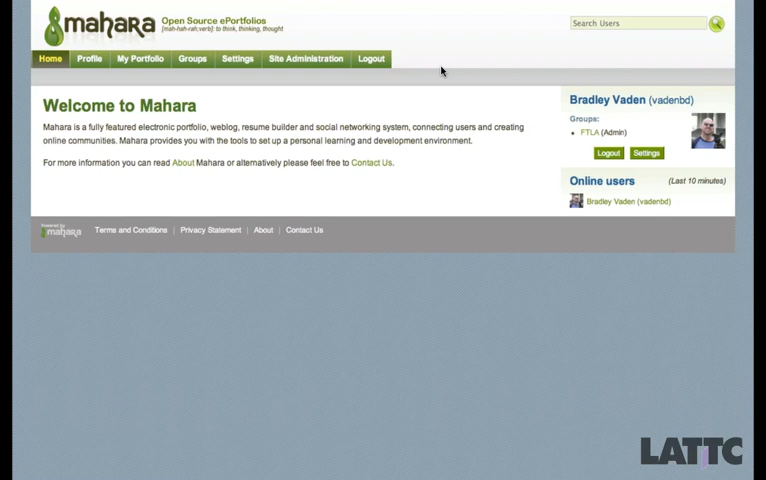 mahara
Open Source ePortfolios
[mah-hah-rah;verb]: to think, thinking, thought
Search Users
Home Profile My Portfolio Groups Settings Site Administration Logout
Welcome to Mahara
Mahara is a fully featured electronic portfolio, weblog, resume builder and social networking system, connecting users and creating
online communities. Mahara provides you with the tools to set up a personal learning and development environment.
For more information you can read About Mahara or alternatively please feel free to Contact Us.
Bradley Vaden (vadenbd)
Groups:
FTLA (Admin)
Logout Settings
Online users (Last 10 minutes)
Bradley Vaden (vadenbd)
Powered by
mahara
Terms and Conditions | Privacy Statement | About | Contact Us
LATTC